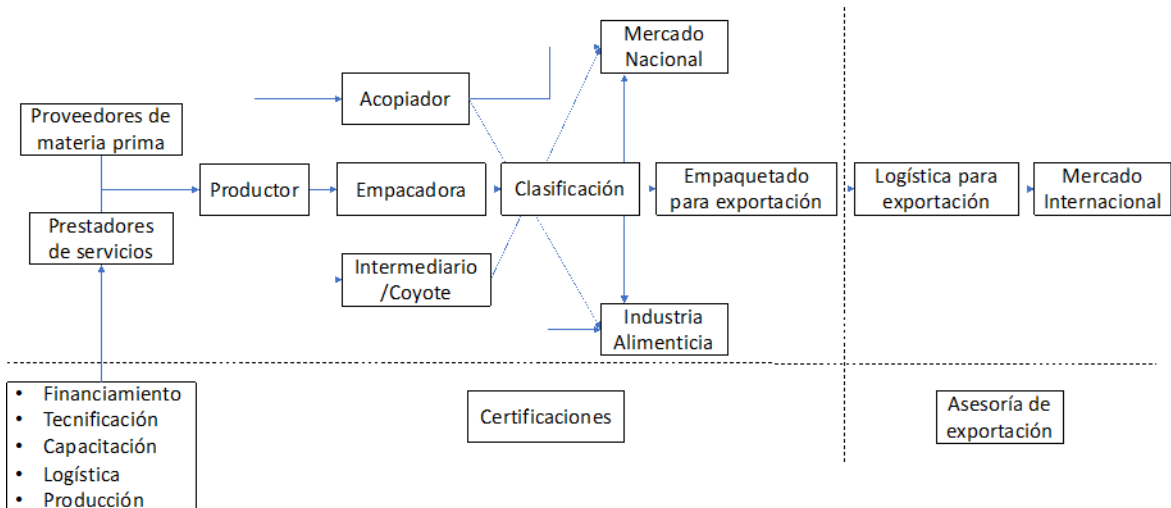 Mercado
Nacional
Acopiador
Proveedores de
materia prima
Productor
Empacadora
Clasificación
Empaquetado
para exportación
Logística para
exportación
Mercado
Internacional
Prestadores
de servicios
Intermediario
/Coyote
Industria
Alimenticia
• Financiamiento
• Tecnificación
• Capacitación
• Logística
• Producción
Certificaciones
Asesoría de
exportación